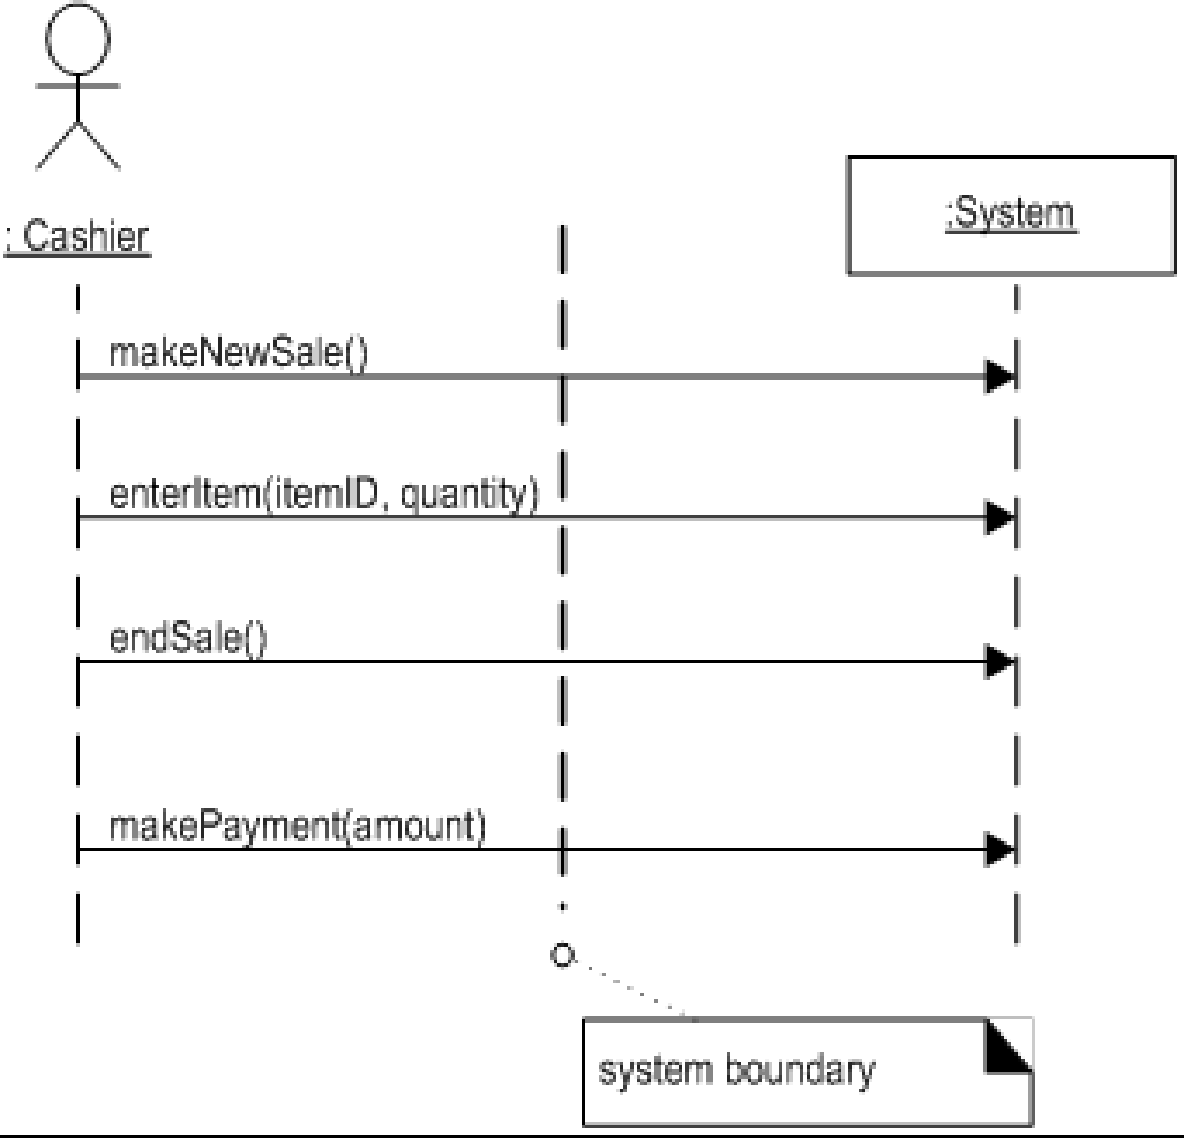 : Cashier
:System
makeNewSale()
enterItem(itemID, quantity)
endSale()
makePayment(amount)
system boundary